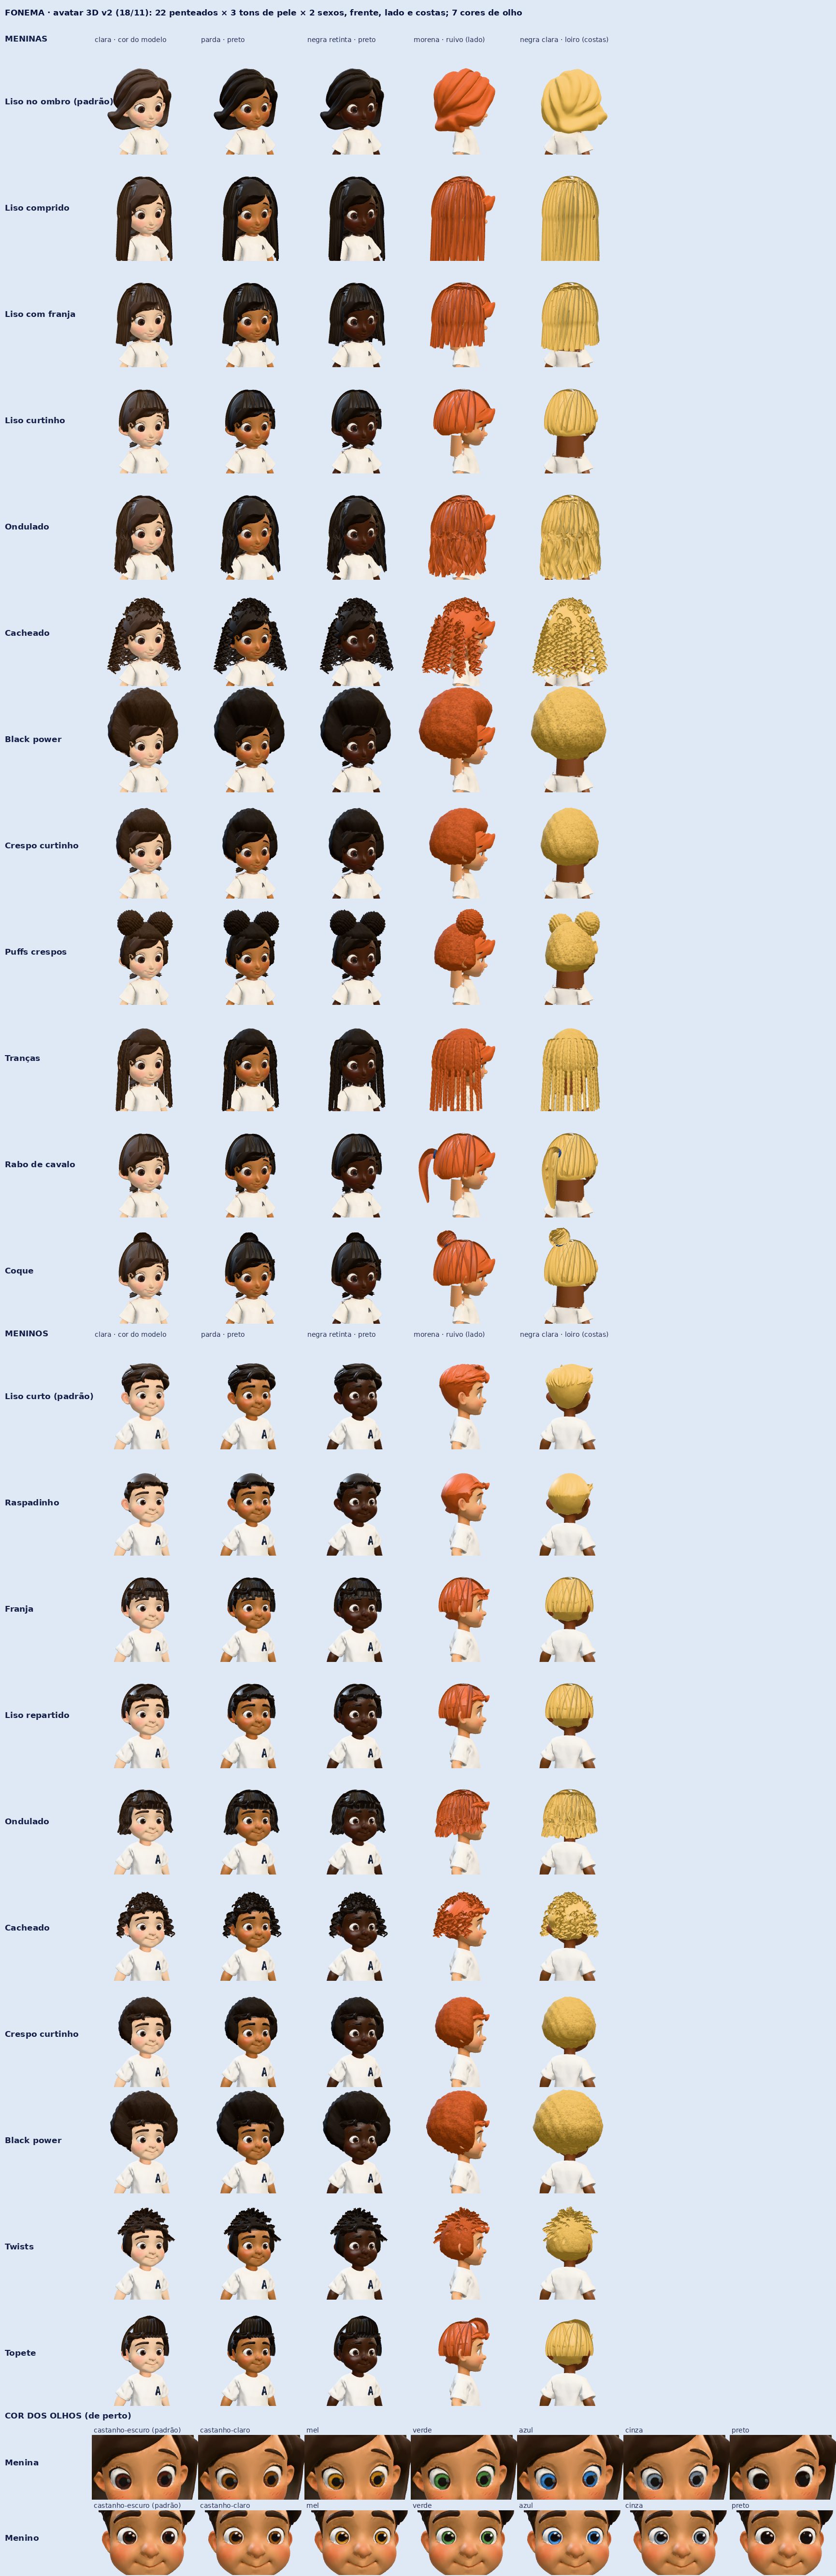 FONEMA · avatar 3D v2 (18/11): 22 penteados × 3 tons de pele × 2 sexos, frente, lado e costas; 7 cores de olho
MENINAS clara · cor do modelo parda · preto negra retinta · preto morena · ruivo (lado) negra clara · loiro (costas)
Liso no ombro (padrão)
Liso comprido
Liso com franja
Liso curtinho
Ondulado
Cacheado
Black power
Crespo curtinho
Puffs crespos
Tranças
Rabo de cavalo
Coque
MENINOS clara · cor do modelo parda · preto negra retinta · preto morena · ruivo (lado) negra clara · loiro (costas)
Liso curto (padrão)
A A A
Raspadinho
A A A
Franja
A A A
Liso repartido
A A A
Ondulado
A A A
Cacheado
A A A
Crespo curtinho
A A A
Black power
A A A
Twists
A A A
Topete
A A A
COR DOS OLHOS (de perto)
castanho-escuro (padrão) castanho-claro mel verde azul cinza preto
Menina
castanho-escuro (padrão) castanho-claro mel verde azul cinza preto
Menino